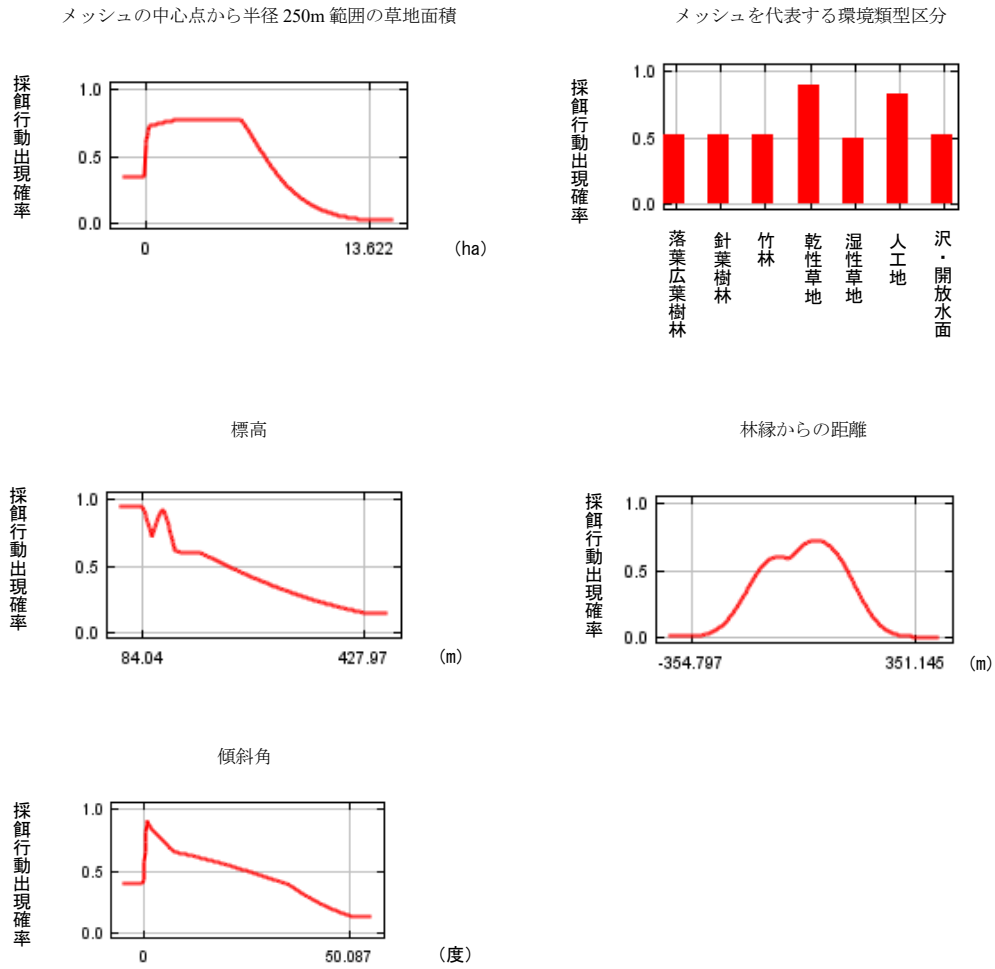 メッシュの中心点から半径 250m 範囲の草地面積
採餌行動出現確率
1.0
0.5
0.0
0
13.622
(ha)
メッシュを代表する環境類型区分
採餌行動出現確率
1.0
0.5
0.0
落葉広葉樹林
針葉樹林
竹林
乾性草地
湿性草地
人工地
沢・開放水面
標高
採餌行動出現確率
1.0
0.5
0.0
84.04
427.97
(m)
林縁からの距離
採餌行動出現確率
1.0
0.5
0.0
-354.797
351.145
(m)
傾斜角
採餌行動出現確率
1.0
0.5
0.0
0
50.087
(度)